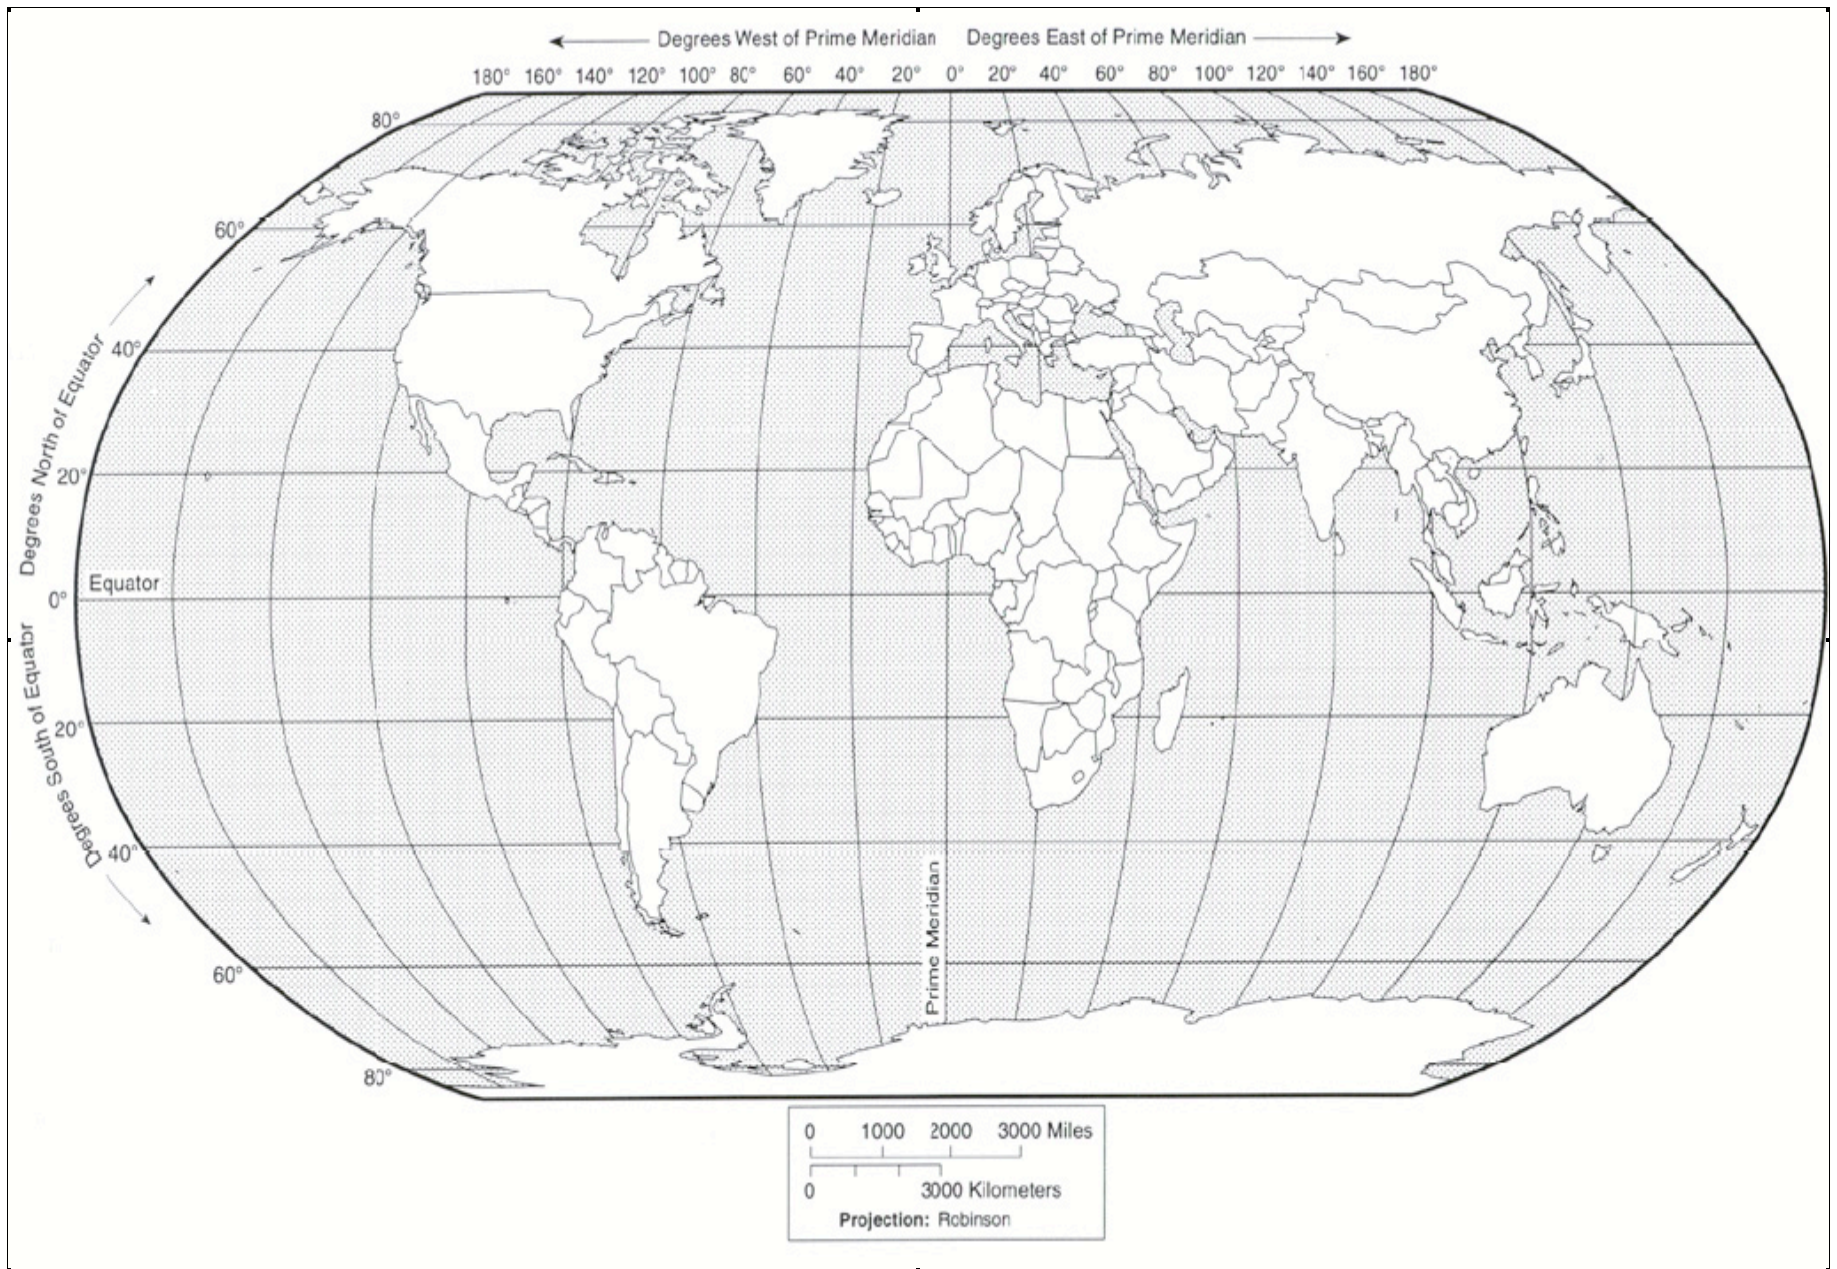 Degrees West of Prime Meridian Degrees East of Prime Meridian
180° 160° 140° 120° 100° 80° 60° 40° 20° 0° 20° 40° 60° 80° 100° 120° 140° 160° 180°
80°
60°
Degrees North of Equator
40°
20°
Equator
0°
Degrees South of Equator
20°
40°
Prime Meridian
60°
80°
0 1000 2000 3000 Miles
0 3000 Kilometers
Projection: Robinson